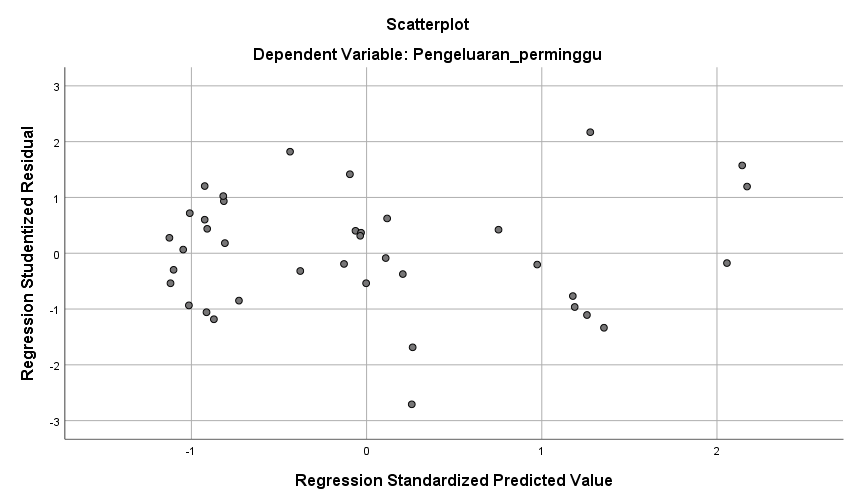 Scatterplot
Dependent Variable: Pengeluaran_perminggu
Regression Studentized Residual
3
2
1
0
-1
-2
-3
-1 0 1 2
Regression Standardized Predicted Value